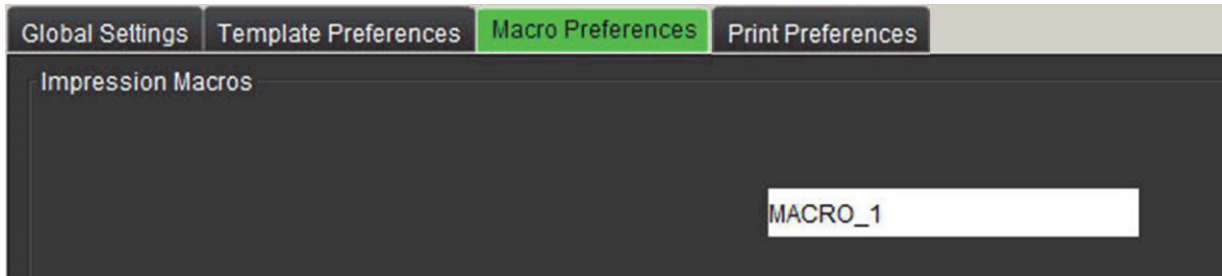 Global Settings Template Preferences Macro Preferences Print Preferences
Impression Macros
MACRO_1